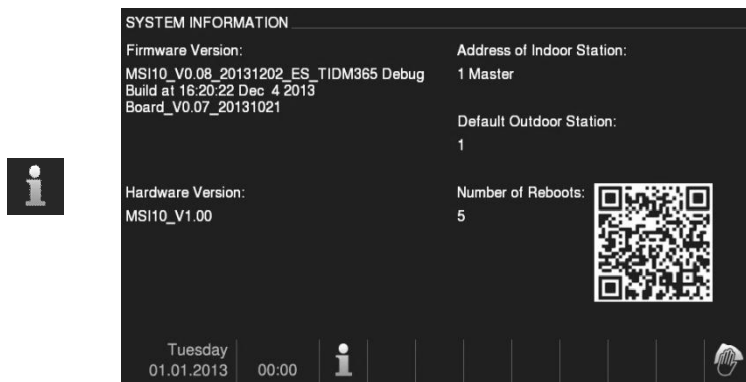 SYSTEM INFORMATION
Firmware Version:
MSI10_V0.08_20131202_ES_TIDM365 Debug
Build at 16:20:22 Dec 4 2013
Board_V0.07_20131021
Address of Indoor Station:
1 Master
Default Outdoor Station:
1
Hardware Version:
MSI10_V1.00
Number of Reboots:
5
Tuesday
01.01.2013
00:00